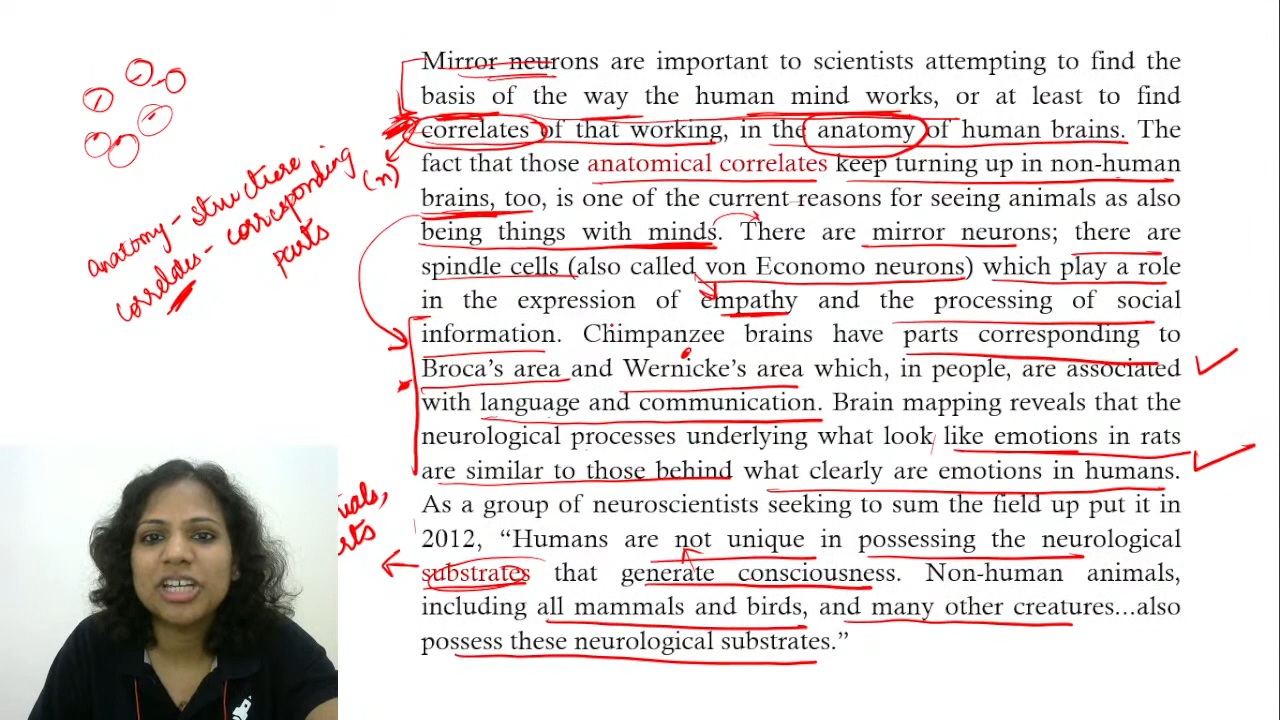 Mirror neurons are important to scientists attempting to find the
basis of the way the human mind works, or at least to find
correlates of that working, in the anatomy of human brains. The
fact that those anatomical correlates keep turning up in non-human
brains, too, is one of the current reasons for seeing animals as also
being things with minds. There are mirror neurons; there are
spindle cells (also called von Economo neurons) which play a role
in the expression of empathy and the processing of social
information. Chimpanzee brains have parts corresponding to
Broca’s area and Wernicke’s area which, in people, are associated
with language and communication. Brain mapping reveals that the
neurological processes underlying what look like emotions in rats
are similar to those behind what clearly are emotions in humans.
As a group of neuroscientists seeking to sum the field up put it in
2012, “Humans are not unique in possessing the neurological
substrates that generate consciousness. Non-human animals,
including all mammals and birds, and many other creatures…also
possess these neurological substrates.”
(n)
anatomy - structure
correlates - corresponding
parts